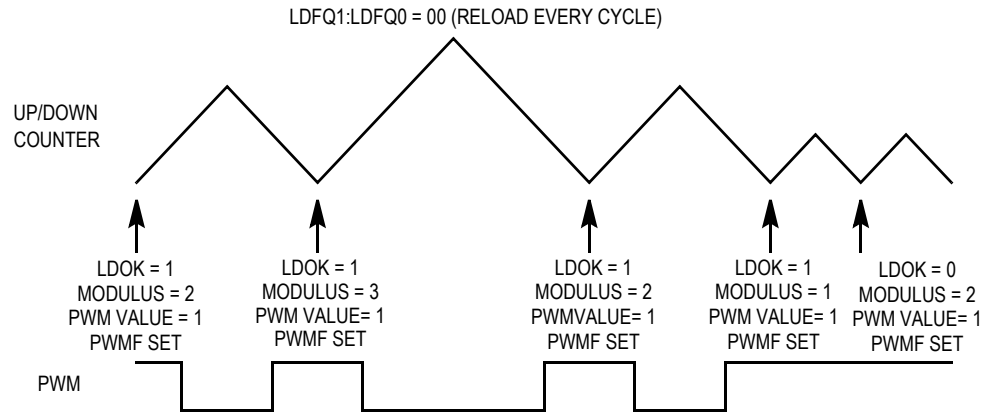 LDFQ1:LDFQ0 = 00 (RELOAD EVERY CYCLE)
UP/DOWN
COUNTER
LDOK = 1
MODULUS = 2
PWM VALUE = 1
PWMF SET
LDOK = 1
MODULUS = 3
PWM VALUE= 1
PWMF SET
LDOK = 1
MODULUS = 2
PWMVALUE= 1
PWMF SET
LDOK = 1
MODULUS = 1
PWM VALUE= 1
PWMF SET
LDOK = 0
MODULUS = 2
PWM VALUE= 1
PWMF SET
PWM